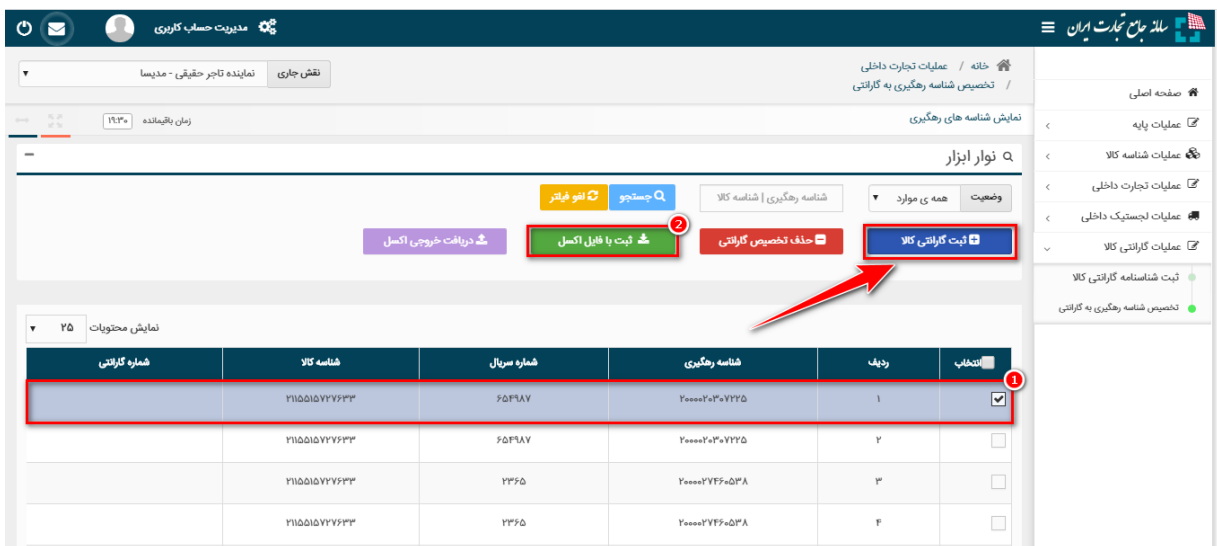 سامانه جامع تجارت ایران
مدیریت حساب کاربری
خانه / عملیات تجارت داخلی
/ تخصیص شناسه رهگیری به گارانتی
نقش جاری
نماینده تاجر حقیقی - مدیسا
صفحه اصلی
عملیات پایه
عملیات شناسه کالا
عملیات تجارت داخلی
عملیات لجستیک داخلی
عملیات گارانتی کالا
ثبت شناسنامه گارانتی کالا
تخصیص شناسه رهگیری به گارانتی
نمایش شناسه های رهگیری
زمان باقیمانده ۱۹:۳۰
نوار ابزار
وضعیت همه ی موارد شناسه رهگیری | شناسه کالا جستجو لغو فیلتر
ثبت گارانتی کالا حذف تخصیص گارانتی ثبت با فایل اکسل دریافت خروجی اکسل
2
نمایش محتویات ۲۵
انتخاب ردیف شناسه رهگیری شماره سریال شناسه کالا شماره گارانتی
1
۱ ۲۰۰۰۰۲۰۳۰۷۲۲۵ ۶۵۴۹۸۷ ۲۱۱۵۵۱۵۷۲۷۶۳۳
۲ ۲۰۰۰۰۲۰۳۰۷۲۲۵ ۶۵۴۹۸۷ ۲۱۱۵۵۱۵۷۲۷۶۳۳
۳ ۲۰۰۰۰۲۷۴۶۰۵۳۸ ۲۳۶۵ ۲۱۱۵۵۱۵۷۲۷۶۳۳
۴ ۲۰۰۰۰۲۷۴۶۰۵۳۸ ۲۳۶۵ ۲۱۱۵۵۱۵۷۲۷۶۳۳